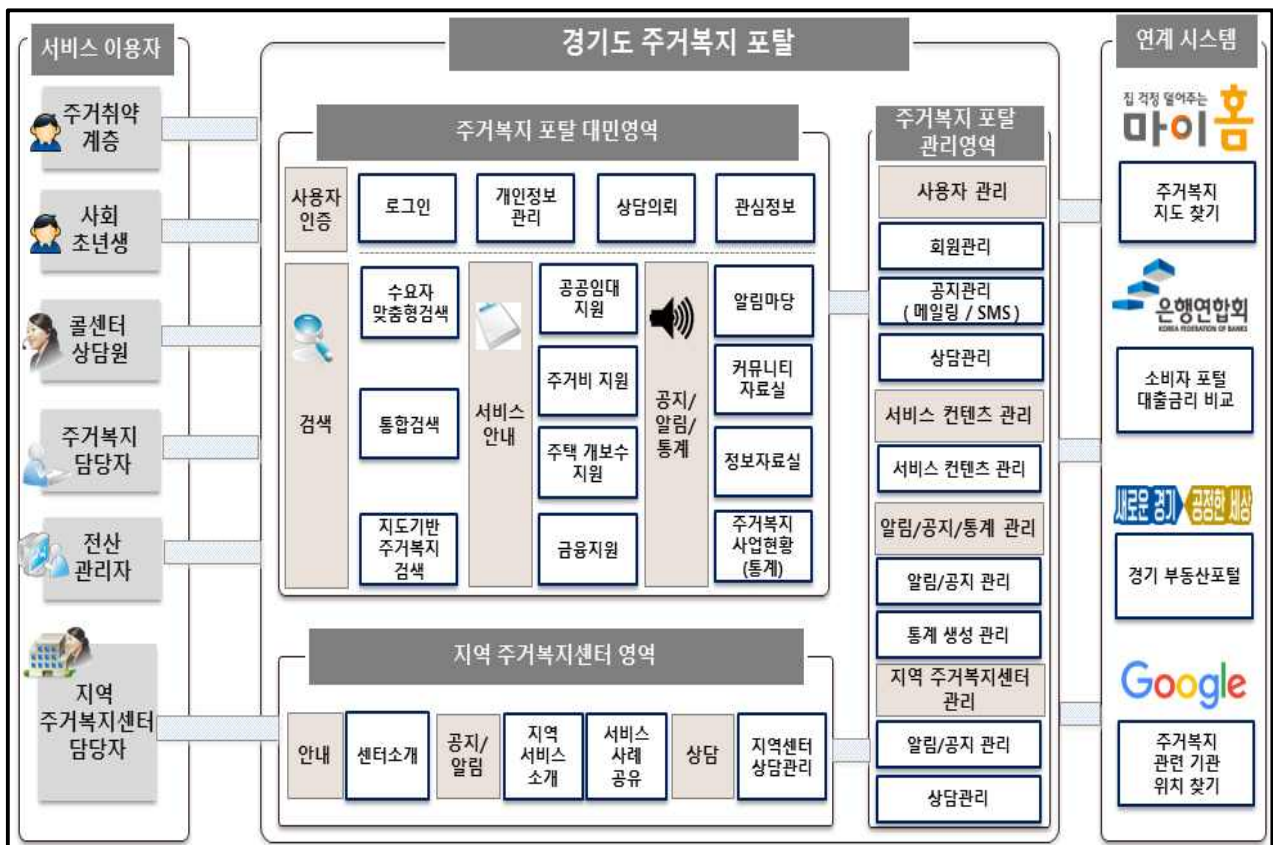 서비스 이용자
주거취약
계층
사회
초년생
콜센터
상담원
주거복지
담당자
전산
관리자
지역
주거복지센터
담당자
경기도 주거복지 포탈
주거복지 포탈 대민영역
사용자
인증
로그인
개인정보
관리
상담의뢰
관심정보
검색
수요자
맞춤형검색
통합검색
지도기반
주거복지
검색
서비스
안내
공공임대
지원
주거비 지원
주택 개보수
지원
금융지원
공지/
알림/
통계
알림마당
커뮤니티
자료실
정보자료실
주거복지
사업현황
(통계)
지역 주거복지센터 영역
안내
센터소개
공지/
알림
지역
서비스
소개
서비스
사례
공유
상담
지역센터
상담관리
주거복지 포탈
관리영역
사용자 관리
회원관리
공지관리
( 메일링 / SMS )
상담관리
서비스 컨텐츠 관리
서비스 컨텐츠 관리
알림/공지/통계 관리
알림/공지 관리
통계 생성 관리
지역 주거복지센터
관리
알림/공지 관리
상담관리
연계 시스템
집 걱정 덜어주는
마이홈
주거복지
지도 찾기
은행연합회
KOREA FEDERATION OF BANKS
소비자 포털
대출금리 비교
새로운 경기 공정한 세상
경기 부동산포털
Google
주거복지
관련 기관
위치 찾기